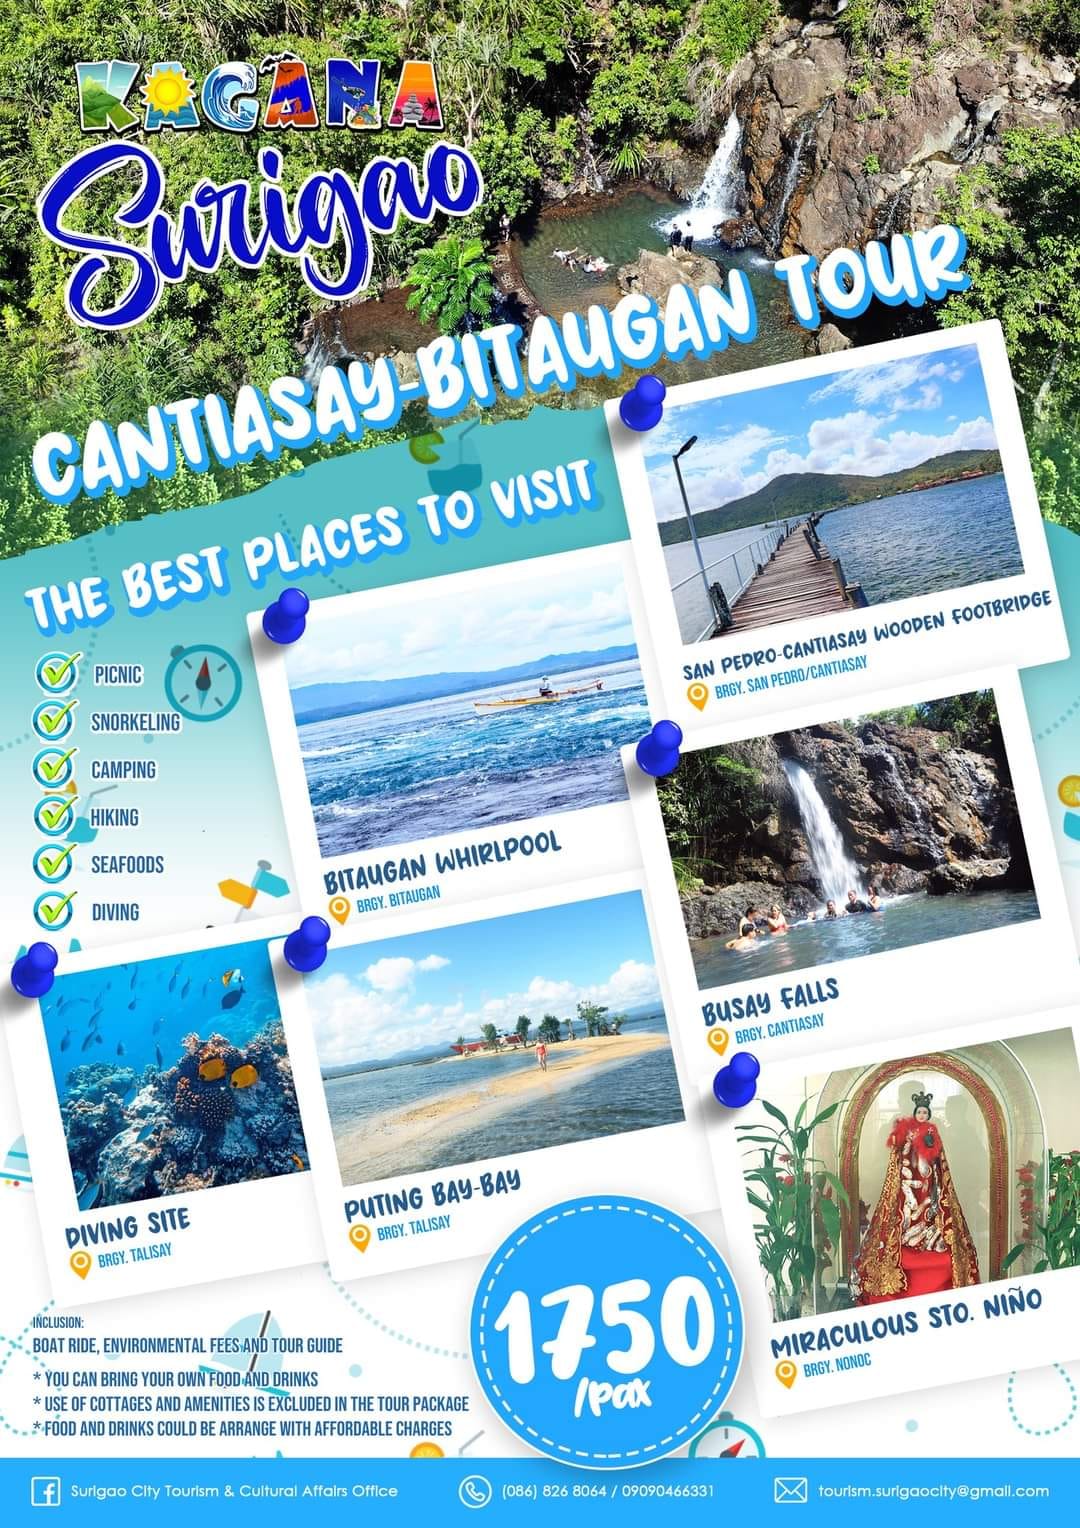 KAGÂNA
Surigao
CANTIASAY-BITAUGAN TOUR
THE BEST PLACES TO VISIT
PICNIC
SNORKELING
CAMPING
HIKING
SEAFOODS
DIVING
SAN PEDRO-CANTIASAY WOODEN FOOTBRIDGE
BRGY. SAN PEDRO/CANTIASAY
BITAUGAN WHIRLPOOL
BRGY. BITAUGAN
BUSAY FALLS
BRGY. CANTIASAY
DIVING SITE
BRGY. TALISAY
PUTING BAY-BAY
BRGY. TALISAY
MIRACULOUS STO. NIÑO
BRGY. NONOC
1750
/pax
INCLUSION:
BOAT RIDE, ENVIRONMENTAL FEES AND TOUR GUIDE
* YOU CAN BRING YOUR OWN FOOD AND DRINKS
* USE OF COTTAGES AND AMENITIES IS EXCLUDED IN THE TOUR PACKAGE
* FOOD AND DRINKS COULD BE ARRANGE WITH AFFORDABLE CHARGES
Surigao City Tourism & Cultural Affairs Office
(086) 826 8064 / 09090466331
tourism.surigaocity@gmail.com